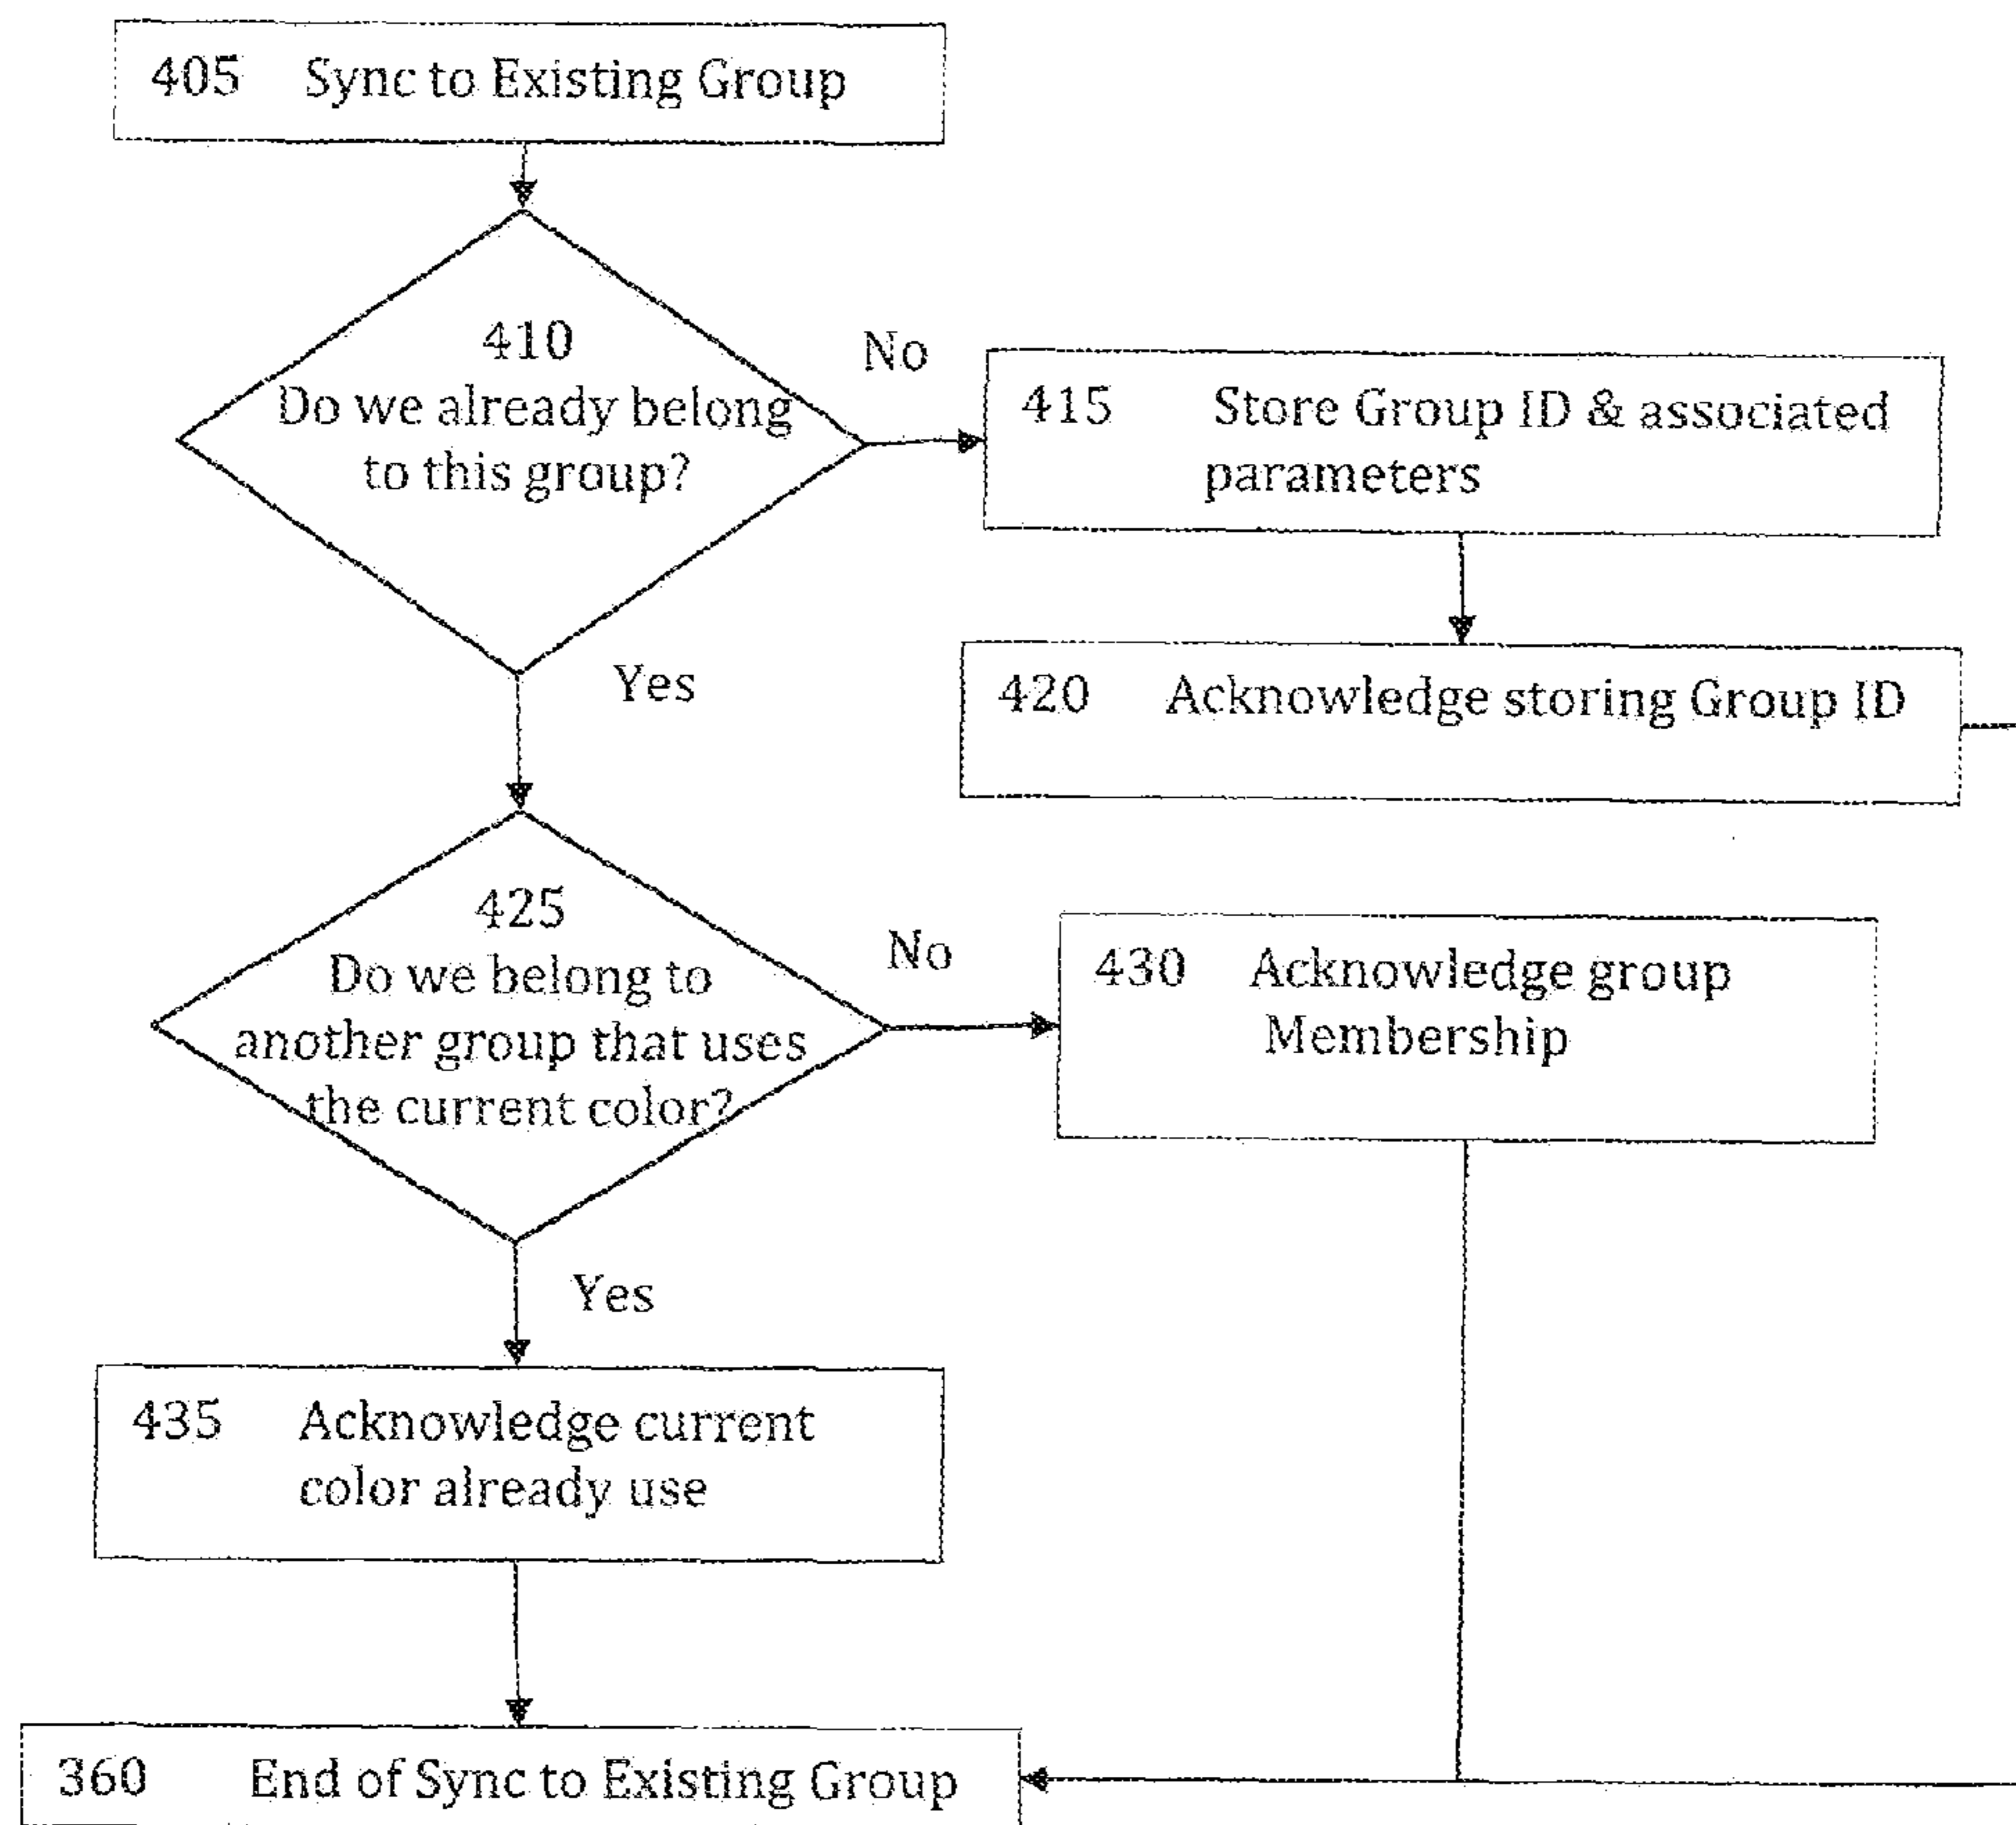 405 Sync to Existing Group
410
Do we already belong
to this group?
No
415 Store Group ID & associated
parameters
Yes
420 Acknowledge storing Group ID
425
Do we belong to
another group that uses
the current color?
No
430 Acknowledge group
Membership
Yes
435 Acknowledge current
color already use
360 End of Sync to Existing Group